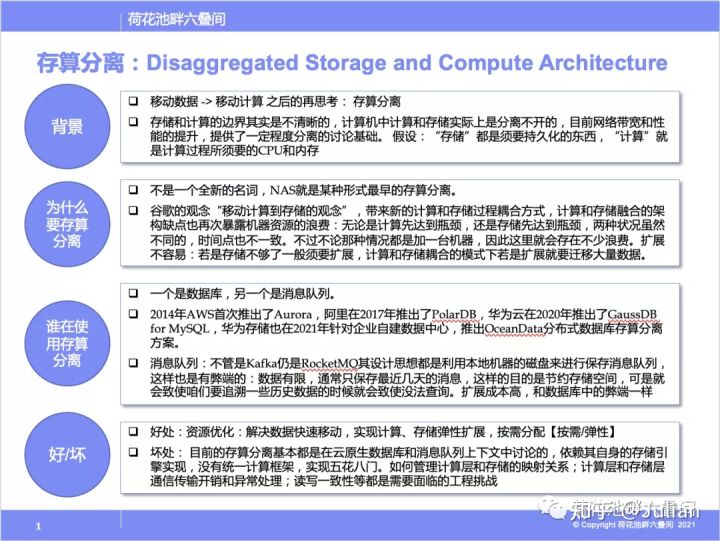 荷花池畔六叠间
存算分离：Disaggregated Storage and Compute Architecture
背景
❑ 移动数据 -> 移动计算 之后的再思考： 存算分离
❑ 存储和计算的边界其实是不清晰的，计算机中计算和存储实际上是分离不开的，目前网络带宽和性
能的提升，提供了一定程度分离的讨论基础。 假设：“存储”都是须要持久化的东西，“计算”就
是计算过程所须要的CPU和内存
为什么
要存算
分离
❑ 不是一个全新的名词，NAS就是某种形式最早的存算分离。
❑ 谷歌的观念“移动计算到存储的观念”，带来新的计算和存储过程耦合方式，计算和存储融合的架
构缺点也再次暴露机器资源的浪费：无论是计算先达到瓶颈，还是存储先达到瓶颈，两种状况虽然
不同的，时间点也不一致。不过不论那种情况都是加一台机器，因此这里就会存在不少浪费。扩展
不容易：若是存储不够了一般须要扩展，计算和存储耦合的模式下若是扩展就要迁移大量数据。
谁在使
用存算
分离
❑ 一个是数据库，另一个是消息队列。
❑ 2014年AWS首次推出了Aurora，阿里在2017年推出了PolarDB，华为云在2020年推出了GaussDB
for MySQL，华为存储也在2021年针对企业自建数据中心，推出OceanData分布式数据库存算分离
方案。
❑ 消息队列：不管是Kafka仍是RocketMQ其设计思想都是利用本地机器的磁盘来进行保存消息队列，
这样也是有弊端的：数据有限，通常只保存最近几天的消息，这样的目的是节约存储空间，可是就
会致使咱们要追溯一些历史数据的时候就会致使没法查询。扩展成本高，和数据库中的弊端一样
好/坏
❑ 好处：资源优化：解决数据快速移动，实现计算、存储弹性扩展，按需分配【按需/弹性】
❑ 坏处： 目前的存算分离基本都是在云原生数据库和消息队列上下文中讨论的，依赖其自身的存储引
擎实现，没有统一计算框架，实现五花八门。如何管理计算层和存储的映射关系；计算层和存储层
通信传输开销和异常处理；读写一致性等都是需要面临的工程挑战
荷花池畔六叠间
知乎 @Julian
1
© Copyright 荷花池畔六叠间 2021